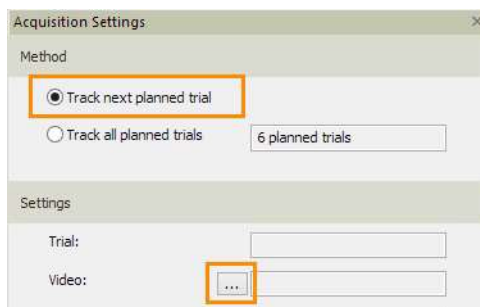 Acquisition Settings
Method
Track next planned trial
Track all planned trials 6 planned trials
Settings
Trial:
Video: ...